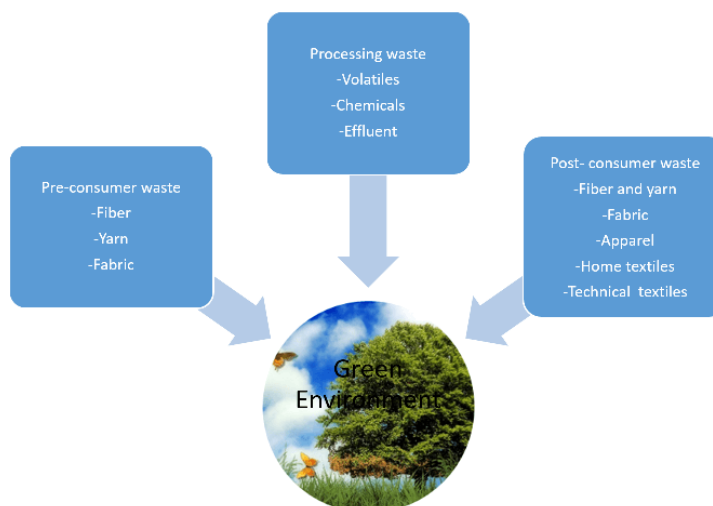 Processing waste
-Volatiles
-Chemicals
-Effluent
Pre-consumer waste
-Fiber
-Yarn
-Fabric
Post- consumer waste
-Fiber and yarn
-Fabric
-Apparel
-Home textiles
-Technical textiles
Green
Environment